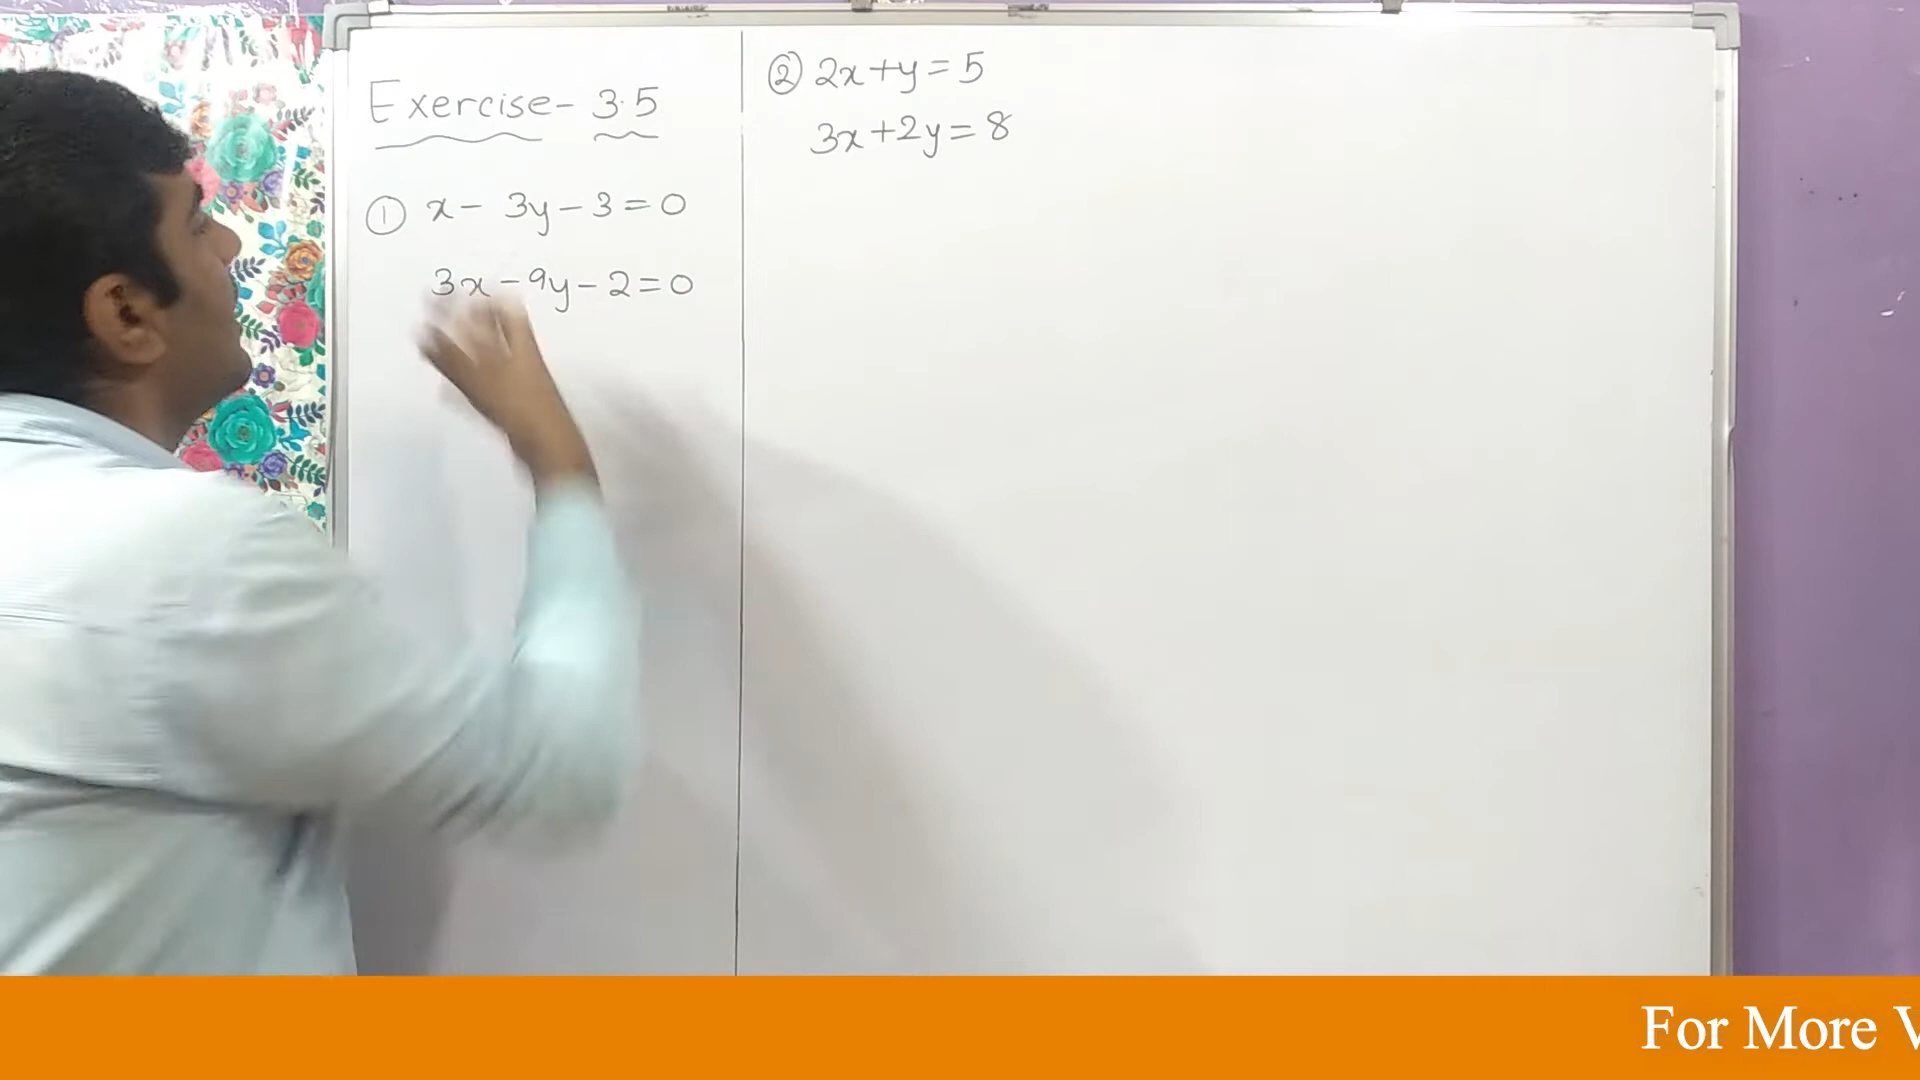 Exercise- 3.5
① x - 3y - 3 = 0
3x - 9y - 2 = 0
② 2x + y = 5
3x + 2y = 8
For More